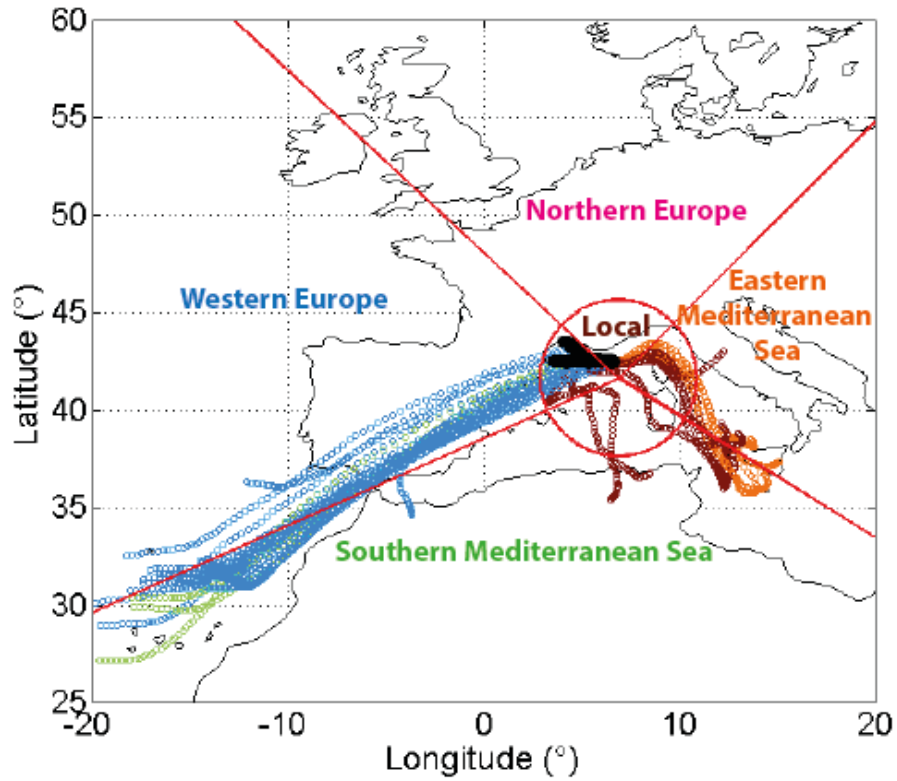 60
55
50
45
40
35
30
25
-20
-10
0
10
20
Latitude (°)
Longitude (°)
Northern Europe
Western Europe
Eastern
Mediterranean
Sea
Local
Southern Mediterranean Sea